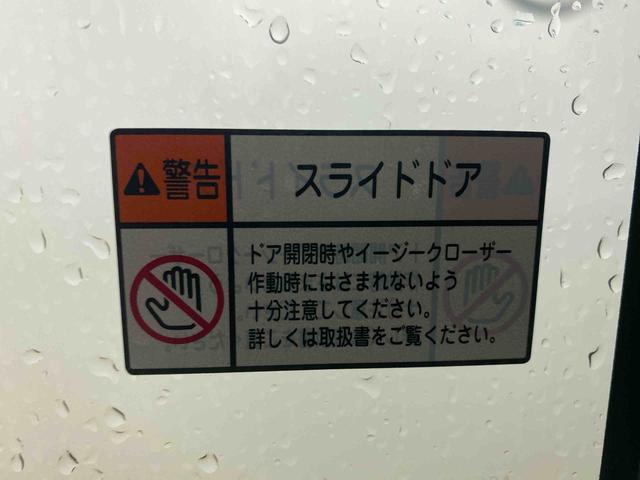 警告
スライドドア
ドア開閉時やイージークローザー
作動時にはさまれないよう
十分注意してください。
詳しくは取扱書をご覧ください。